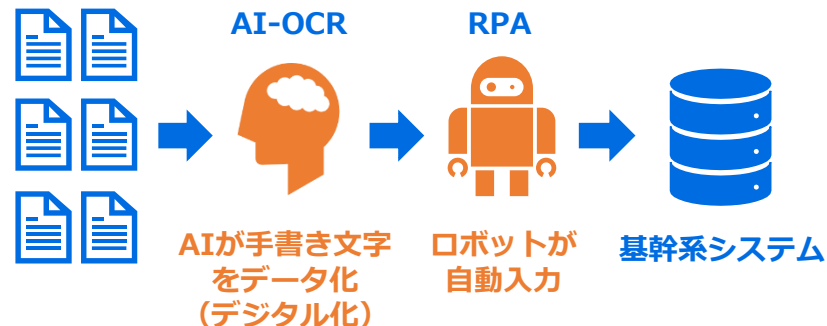 AI-OCR
RPA
AIが手書き文字
をデータ化
（デジタル化）
ロボットが
自動入力
基幹系システム